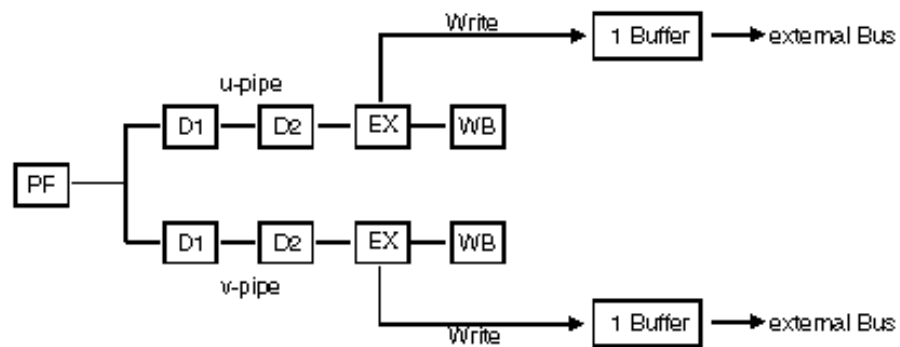 Write
1 Buffer
external Bus
u-pipe
D1
D2
EX
WB
PF
D1
D2
EX
WB
v-pipe
Write
1 Buffer
external Bus